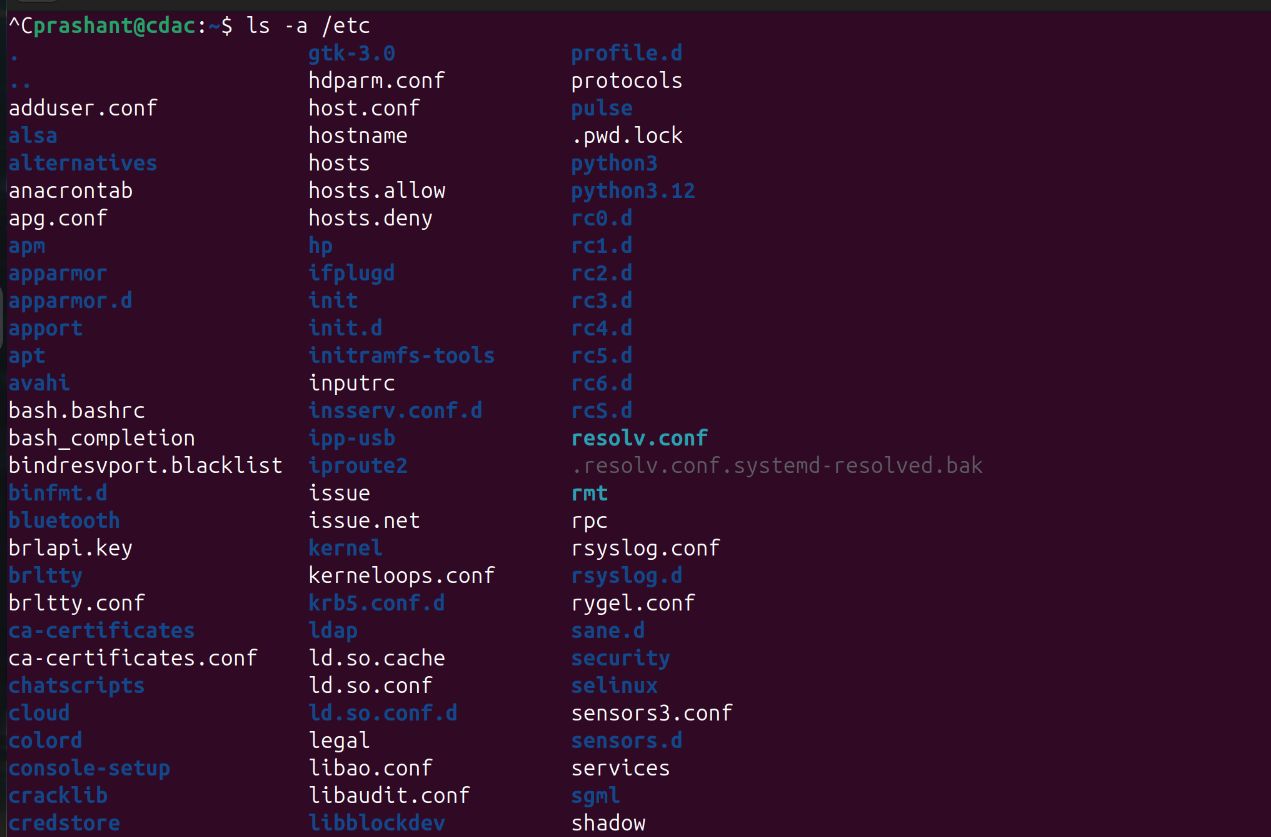 ^Cprashant@cdac:~$ ls -a /etc
. gtk-3.0 profile.d
.. hdparm.conf protocols
adduser.conf host.conf pulse
alsa hostname .pwd.lock
alternatives hosts python3
anacrontab hosts.allow python3.12
apg.conf hosts.deny rc0.d
apm hp rc1.d
apparmor ifplugd rc2.d
apparmor.d init rc3.d
apport init.d rc4.d
apt initramfs-tools rc5.d
avahi inputrc rc6.d
bash.bashrc insserv.conf.d rcS.d
bash_completion ipp-usb resolv.conf
bindresvport.blacklist iproute2 .resolv.conf.systemd-resolved.bak
binfmt.d issue rmt
bluetooth issue.net rpc
brlapi.key kernel rsyslog.conf
brltty kerneloops.conf rsyslog.d
brltty.conf krb5.conf.d rygel.conf
ca-certificates ldap sane.d
ca-certificates.conf ld.so.cache security
chatscripts ld.so.conf selinux
cloud ld.so.conf.d sensors3.conf
colord legal sensors.d
console-setup libao.conf services
cracklib libaudit.conf sgml
credstore libblockdev shadow